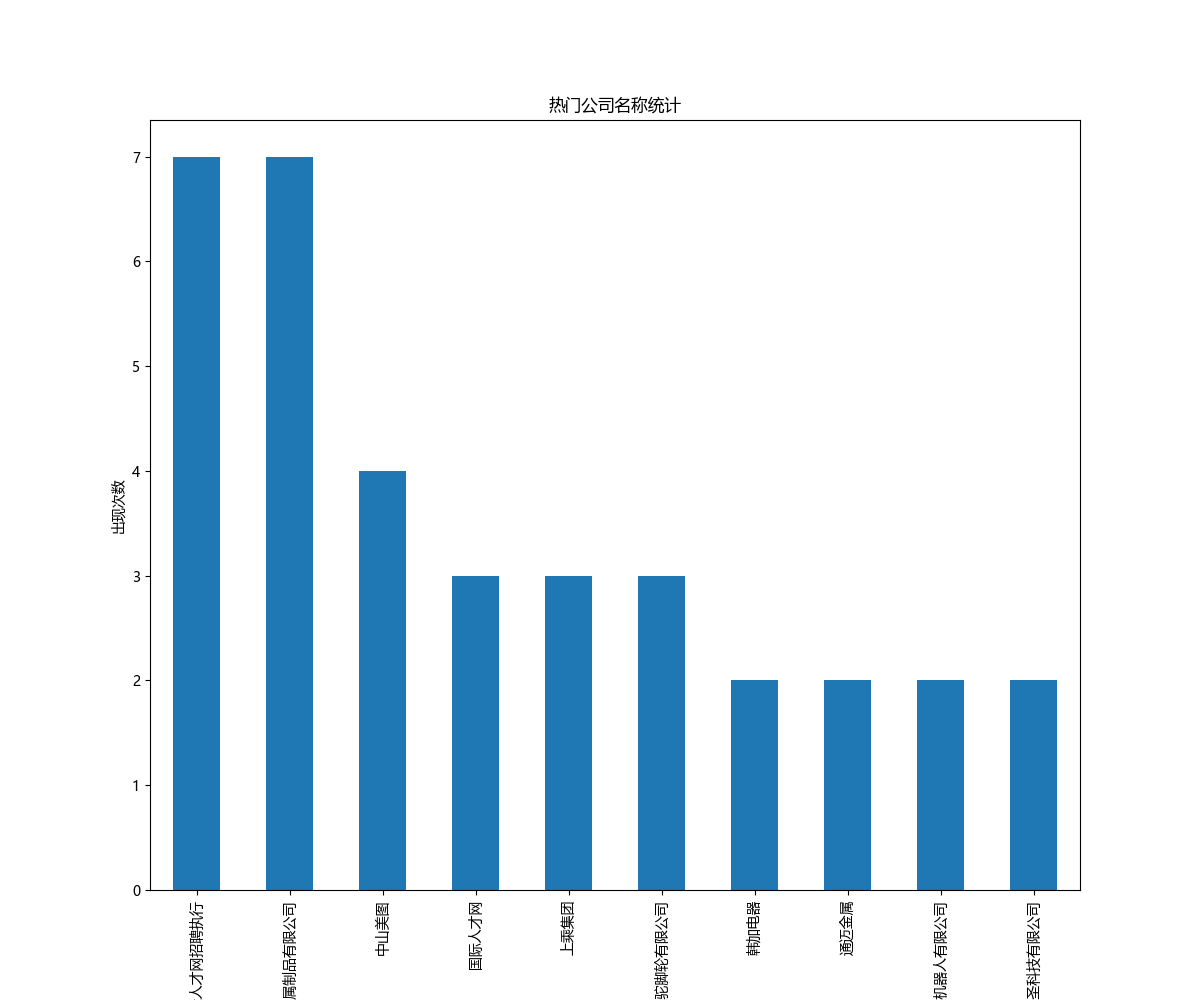 热门公司名称统计
7
6
5
4
3
2
1
0
出现次数
人才网招聘执行
属制品有限公司
中山美图
国际人才网
上乘集团
驼脚轮有限公司
韩加电器
通迈金属
机器人有限公司
圣科技有限公司